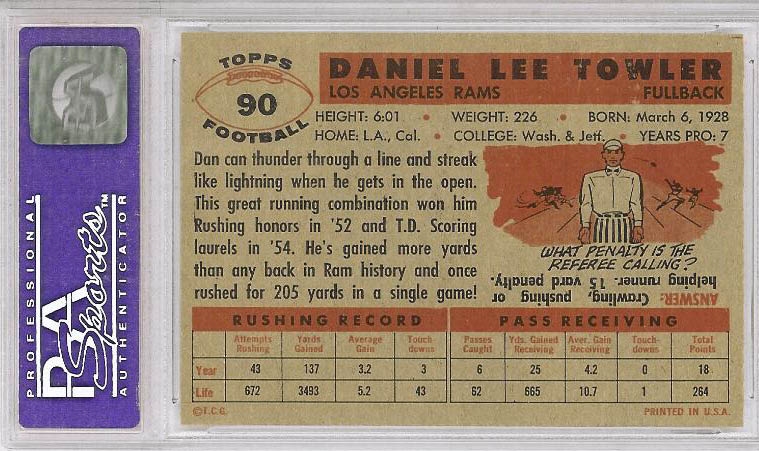 PROFESSIONAL
PSA Sports™
AUTHENTICATOR
TOPPS
90
FOOTBALL
DANIEL LEE TOWLER
LOS ANGELES RAMS FULLBACK
HEIGHT: 6:01 • WEIGHT: 226 • BORN: March 6, 1928
HOME: L.A., Cal. • COLLEGE: Wash. & Jeff. • YEARS PRO: 7
Dan can thunder through a line and streak
like lightning when he gets in the open.
This great running combination won him
Rushing honors in '52 and T.D. Scoring
laurels in '54. He's gained more yards
than any back in Ram history and once
rushed for 205 yards in a single game!
WHAT PENALTY IS THE
REFEREE CALLING?
ANSWER: Crawling, pushing or
helping runner. 15 yard penalty.
RUSHING RECORD PASS RECEIVING
Attempts Rushing Yards Gained Average Gain Touch-downs Passes Caught Yds. Gained Receiving Aver. Gain Receiving Touch-downs Total Points
Year 43 137 3.2 3 6 25 4.2 0 18
Life 672 3493 5.2 43 62 665 10.7 1 264
©T.C.G. PRINTED IN U.S.A.